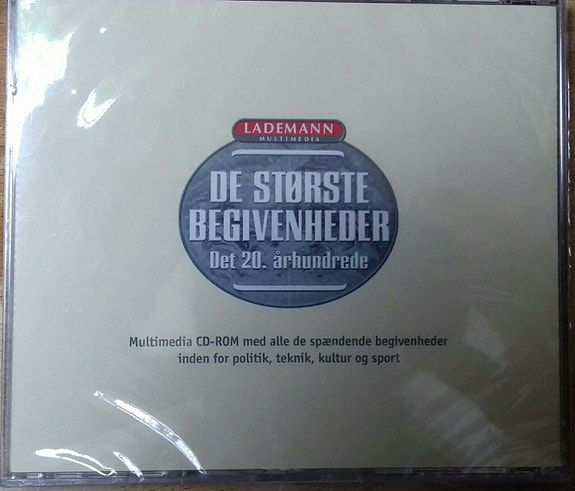 LADEMANN
MULTIMEDIA
DE STØRSTE
BEGIVENHEDER
Det 20. århundrede
Multimedia CD-ROM med alle de spændende begivenheder
inden for politik, teknik, kultur og sport